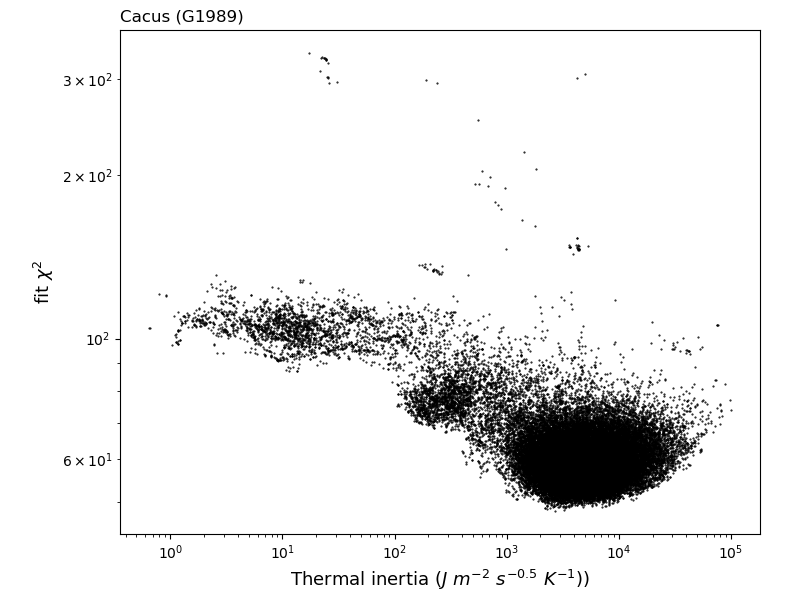 Cacus (G1989)
3 × 10²
2 × 10²
10²
6 × 10¹
fit χ²
10⁰ 10¹ 10² 10³ 10⁴ 10⁵
Thermal inertia (J m⁻² s⁻⁰·⁵ K⁻¹))